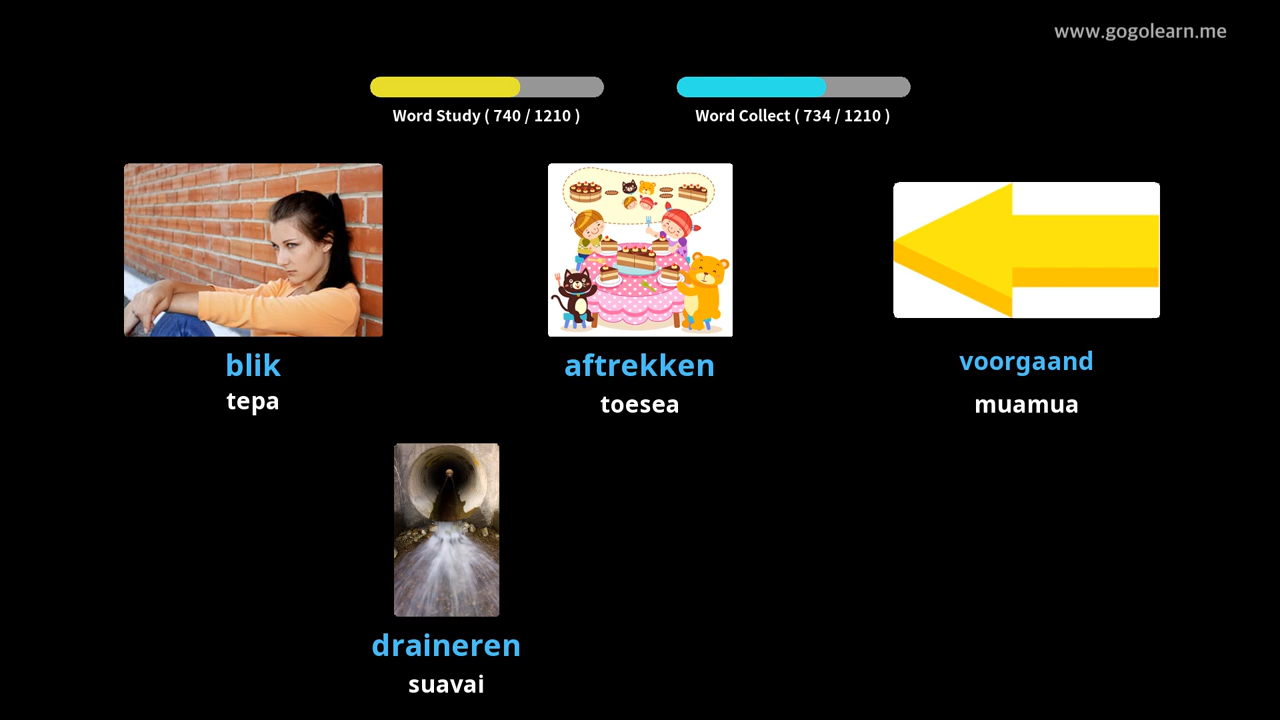 www.gogolearn.me
Word Study ( 740 / 1210 )
Word Collect ( 734 / 1210 )
blik
tepa
aftrekken
toesea
voorgaand
muamua
draineren
suavai